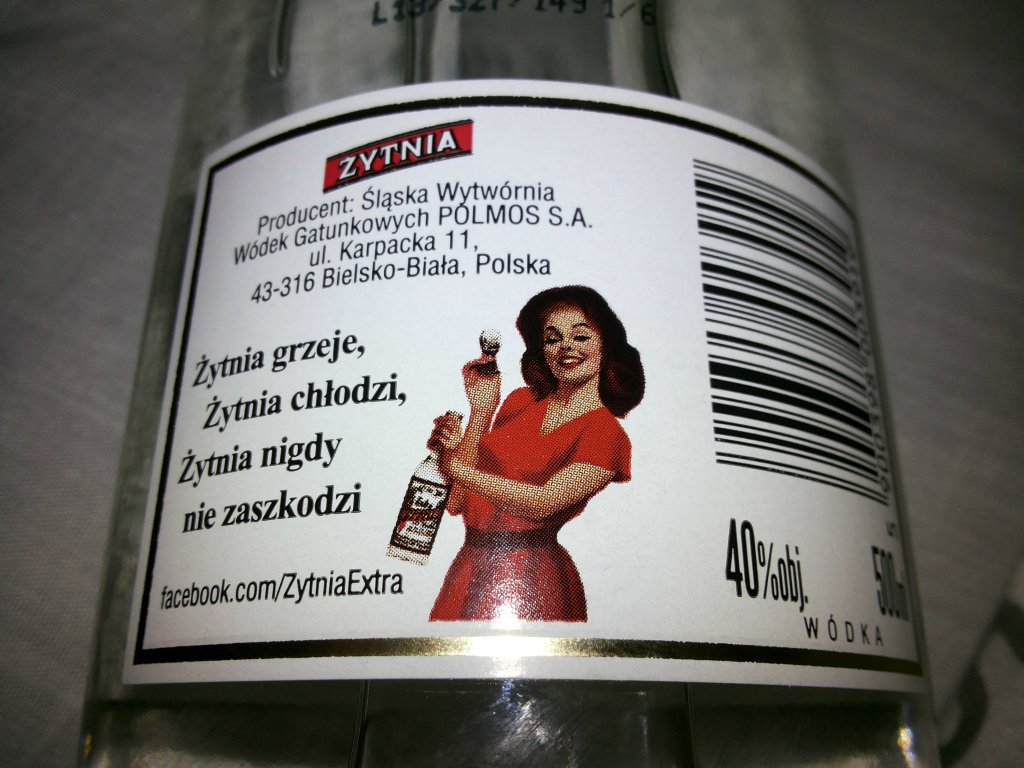 ŻYTNIA
Producent: Śląska Wytwórnia
Wódek Gatunkowych POLMOS S.A.
ul. Karpacka 11,
43-316 Bielsko-Biała, Polska
Żytnia grzeje,
Żytnia chłodzi,
Żytnia nigdy
nie zaszkodzi
facebook.com/ZytniaExtra
40%obj.
WÓDKA